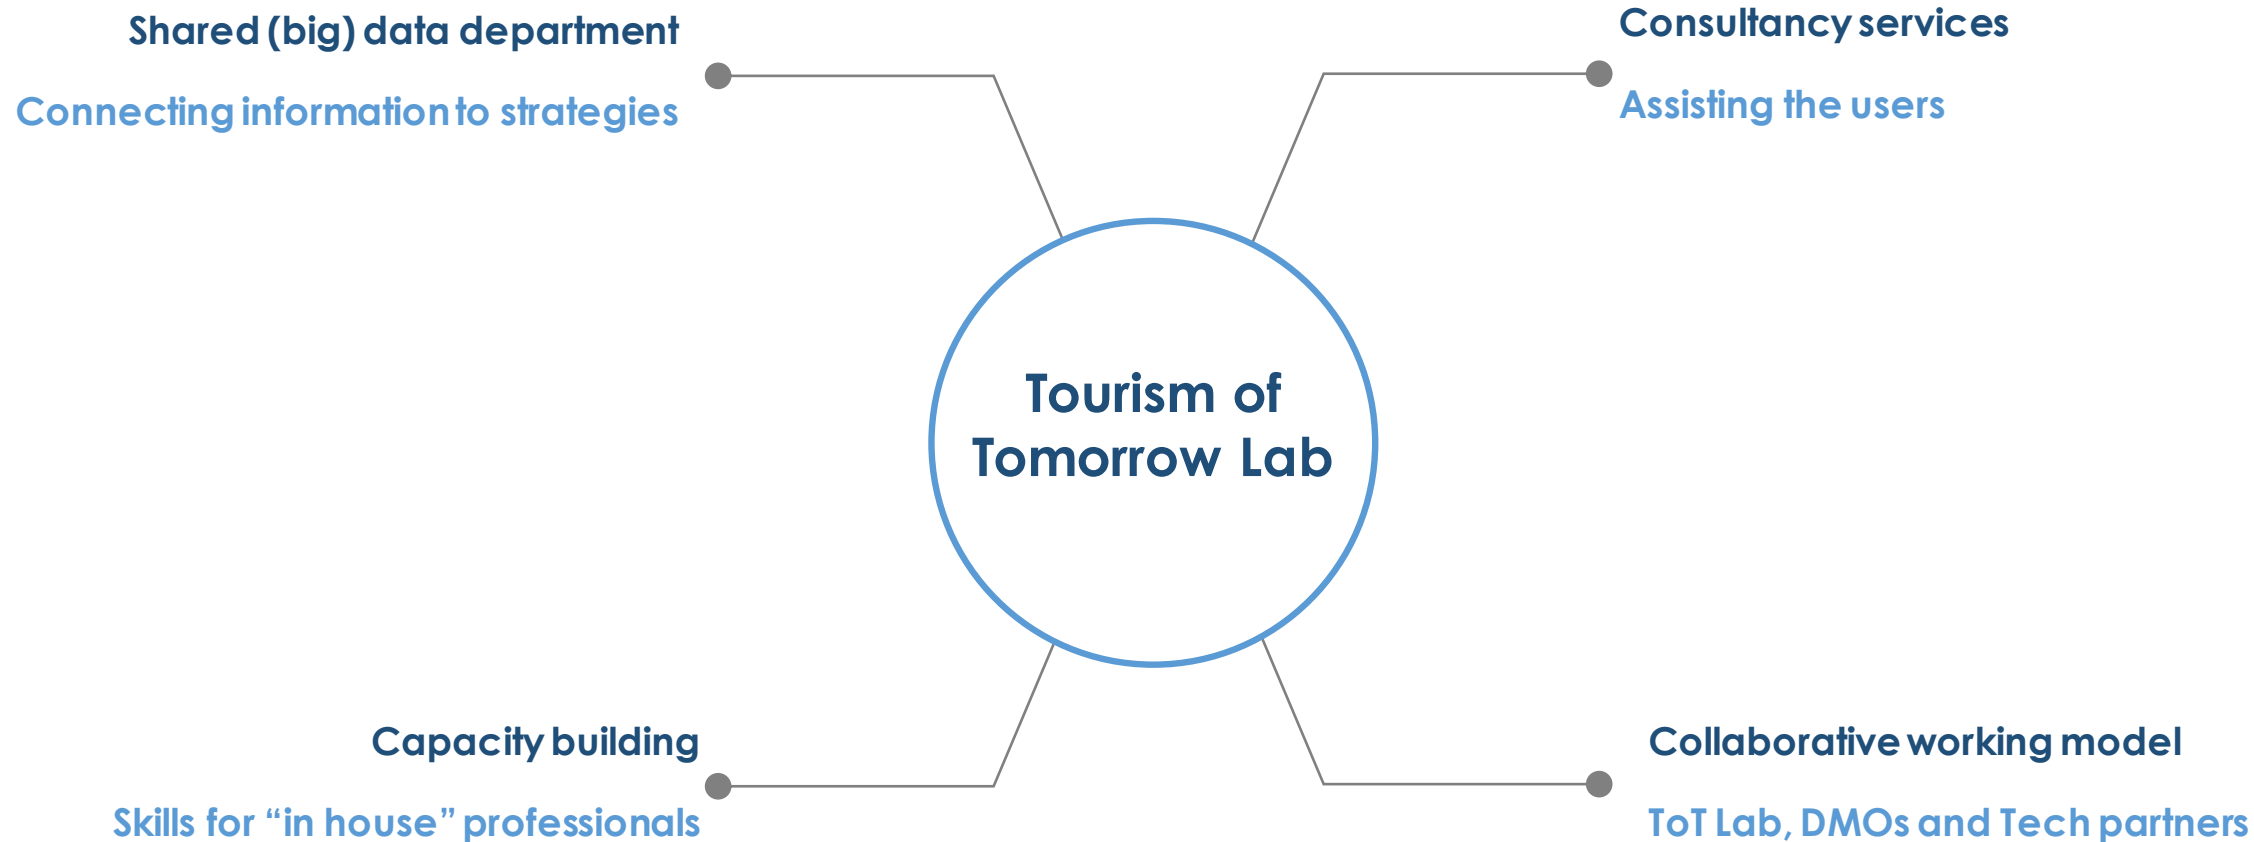 Shared (big) data department
Connecting information to strategies
Consultancy services
Assisting the users
Tourism of
Tomorrow Lab
Capacity building
Skills for “in house” professionals
Collaborative working model
ToT Lab, DMOs and Tech partners